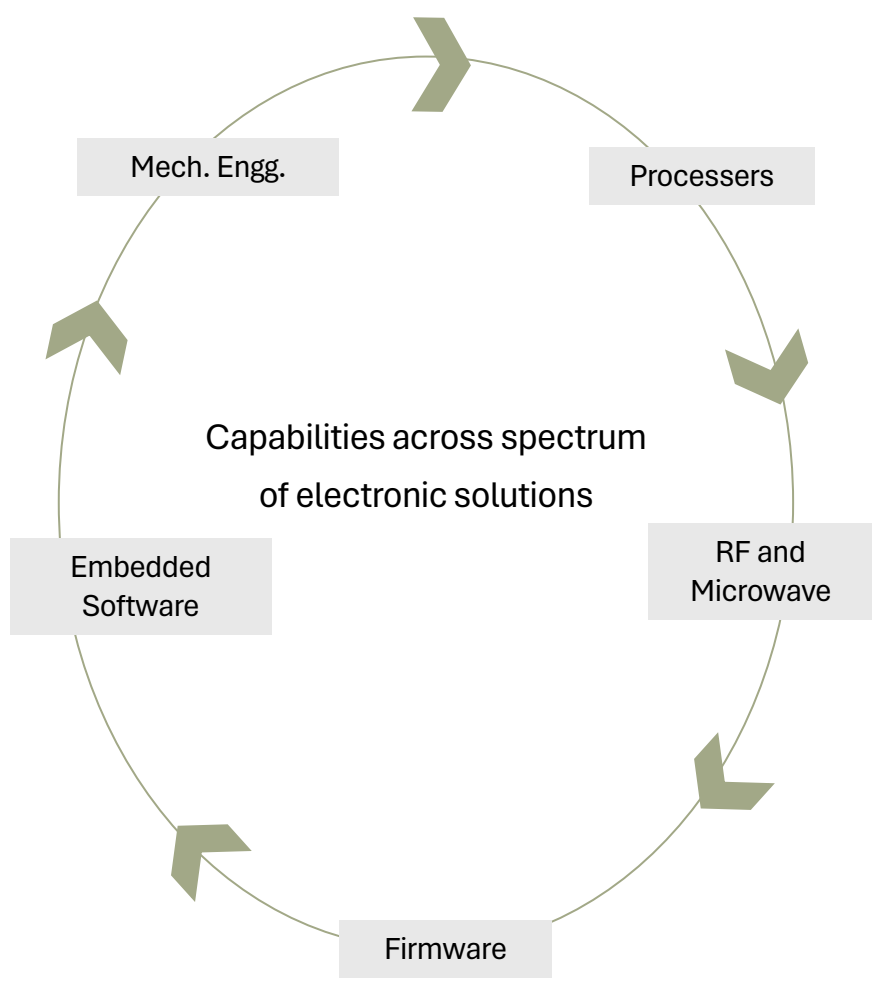 Mech. Engg.
Processers
Capabilities across spectrum
of electronic solutions
RF and
Microwave
Embedded
Software
Firmware